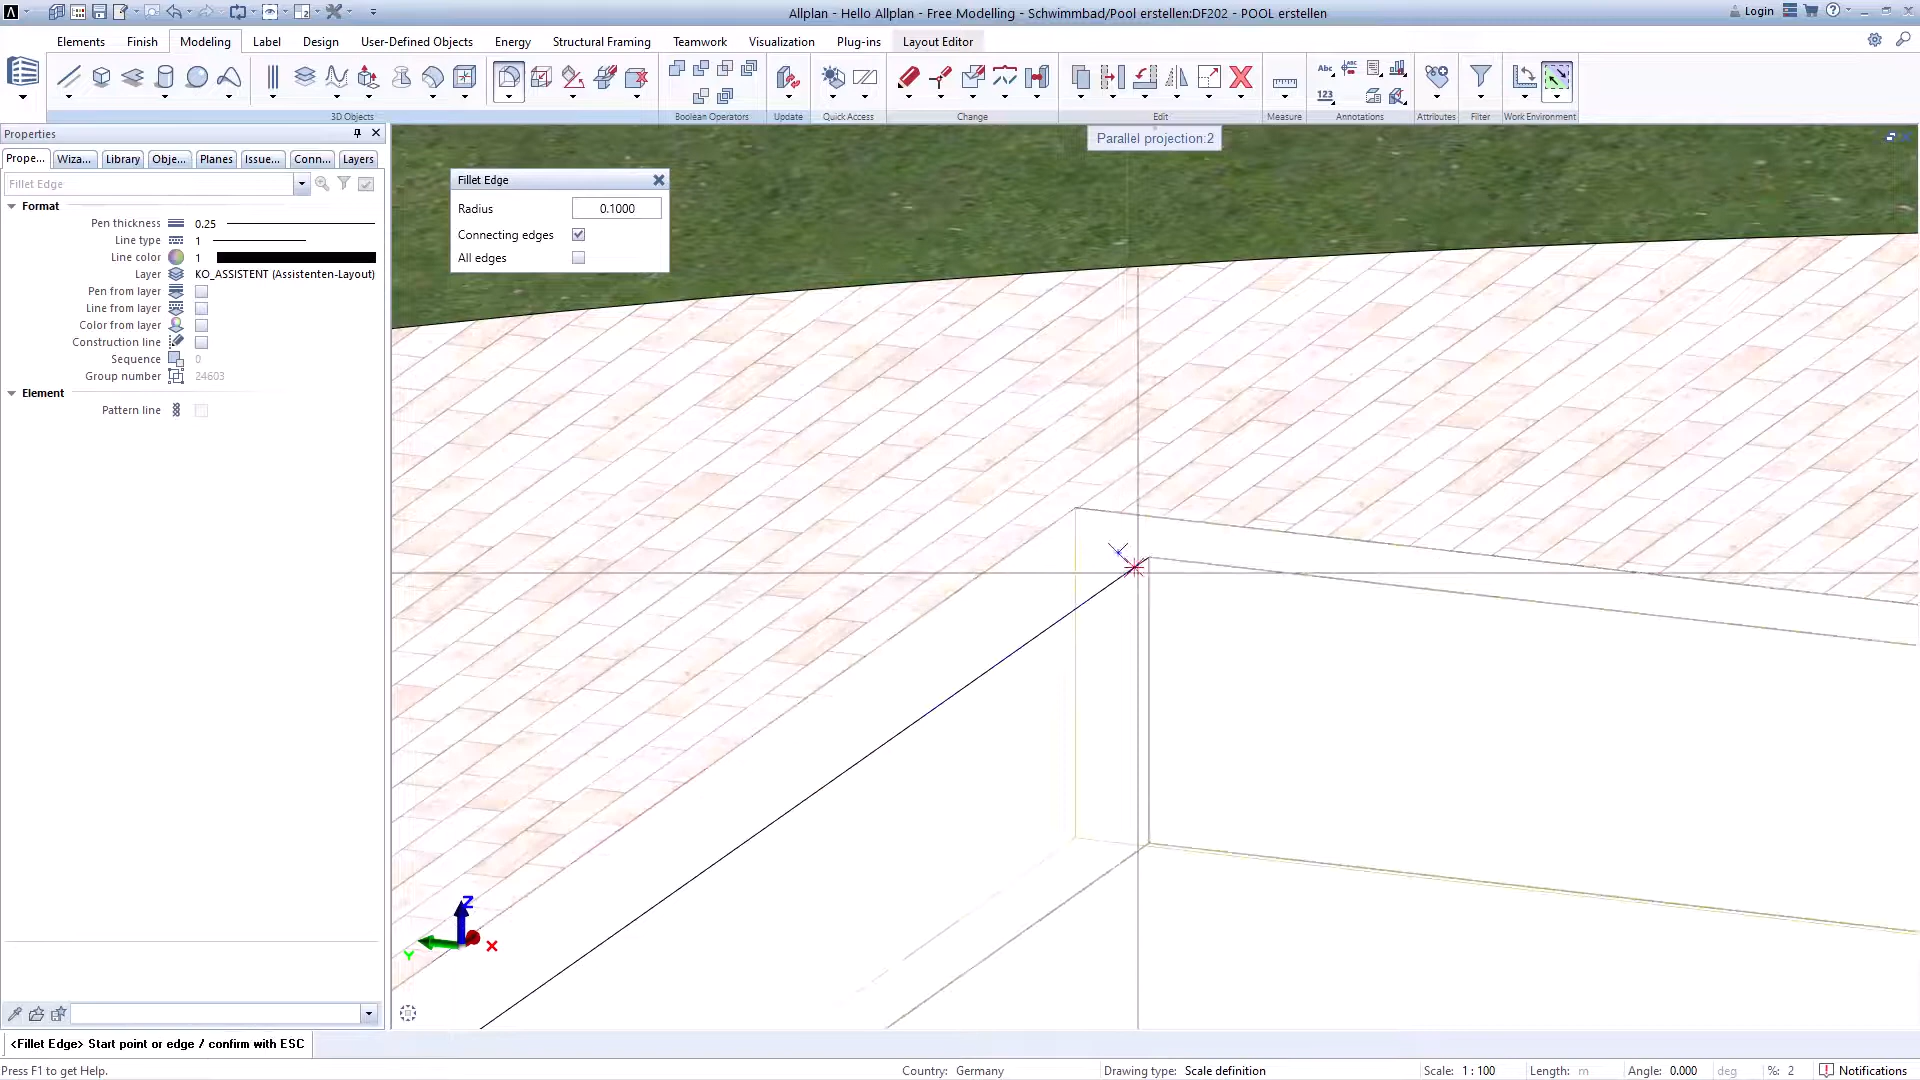 Allplan - Hello Allplan - Free Modelling - Schwimmbad/Pool erstellen:DF202 - POOL erstellen
Login
Elements Finish Modeling Label Design User-Defined Objects Energy Structural Framing Teamwork Visualization Plug-ins Layout Editor
Abc
123
3D Objects Boolean Operators Update Quick Access Change Edit Measure Annotations Attributes Filter Work Environment
Properties
Prope... Wiza... Library Obje... Planes Issue... Conn... Layers
Fillet Edge
Format
Pen thickness 0.25
Line type 1
Line color 1
Layer KO_ASSISTENT (Assistenten-Layout)
Pen from layer
Line from layer
Color from layer
Construction line
Sequence 0
Group number 24603
Element
Pattern line
Parallel projection:2
Fillet Edge
Radius 0.1000
Connecting edges
All edges
Z
Y
X
<Fillet Edge> Start point or edge / confirm with ESC
Press F1 to get Help.
Country: Germany
Drawing type: Scale definition
Scale: 1 : 100
Length: m
Angle: 0.000 deg
%: 2
Notifications